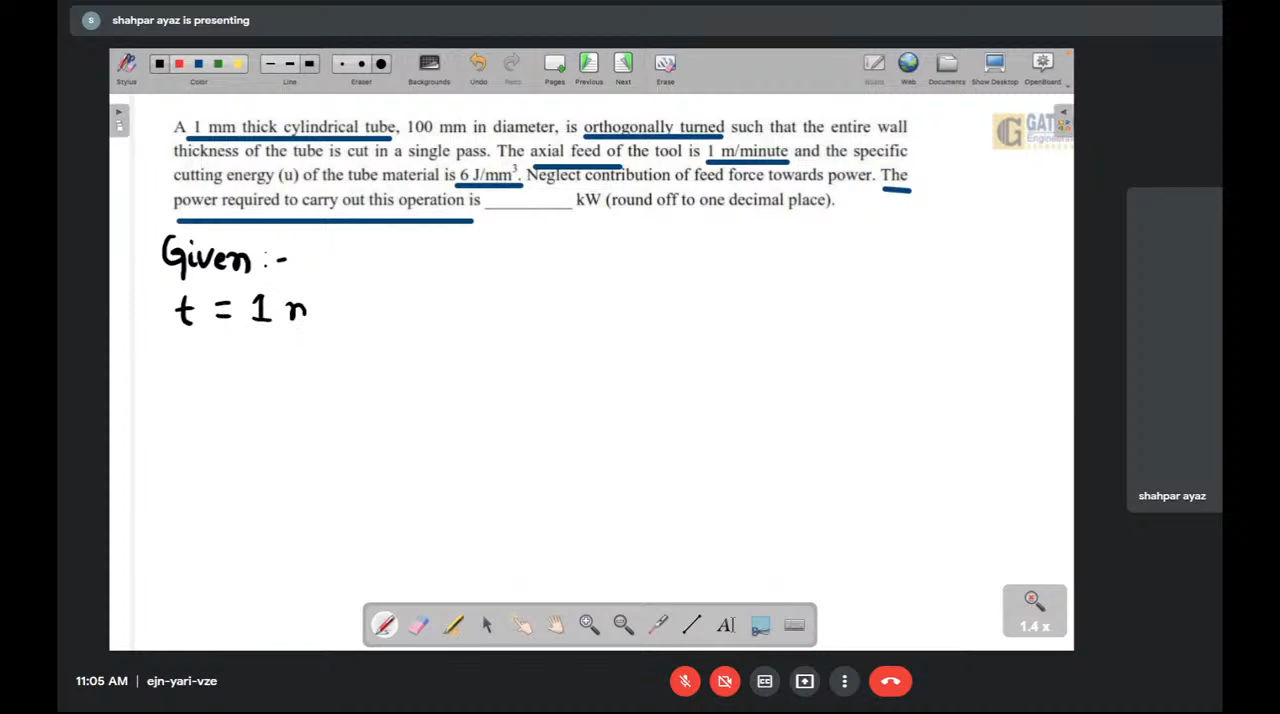 shahpar ayaz is presenting
Stylus Color Line Eraser Backgrounds Undo Redo Pages Previous Next Erase Board Web Documents Show Desktop OpenBoard
A 1 mm thick cylindrical tube, 100 mm in diameter, is orthogonally turned such that the entire wall
thickness of the tube is cut in a single pass. The axial feed of the tool is 1 m/minute and the specific
cutting energy (u) of the tube material is 6 J/mm³. Neglect contribution of feed force towards power. The
power required to carry out this operation is __________ kW (round off to one decimal place).
G GAT
Given :-
t = 1 n
shahpar ayaz
1.4 x
11:05 AM | ejn-yari-vze